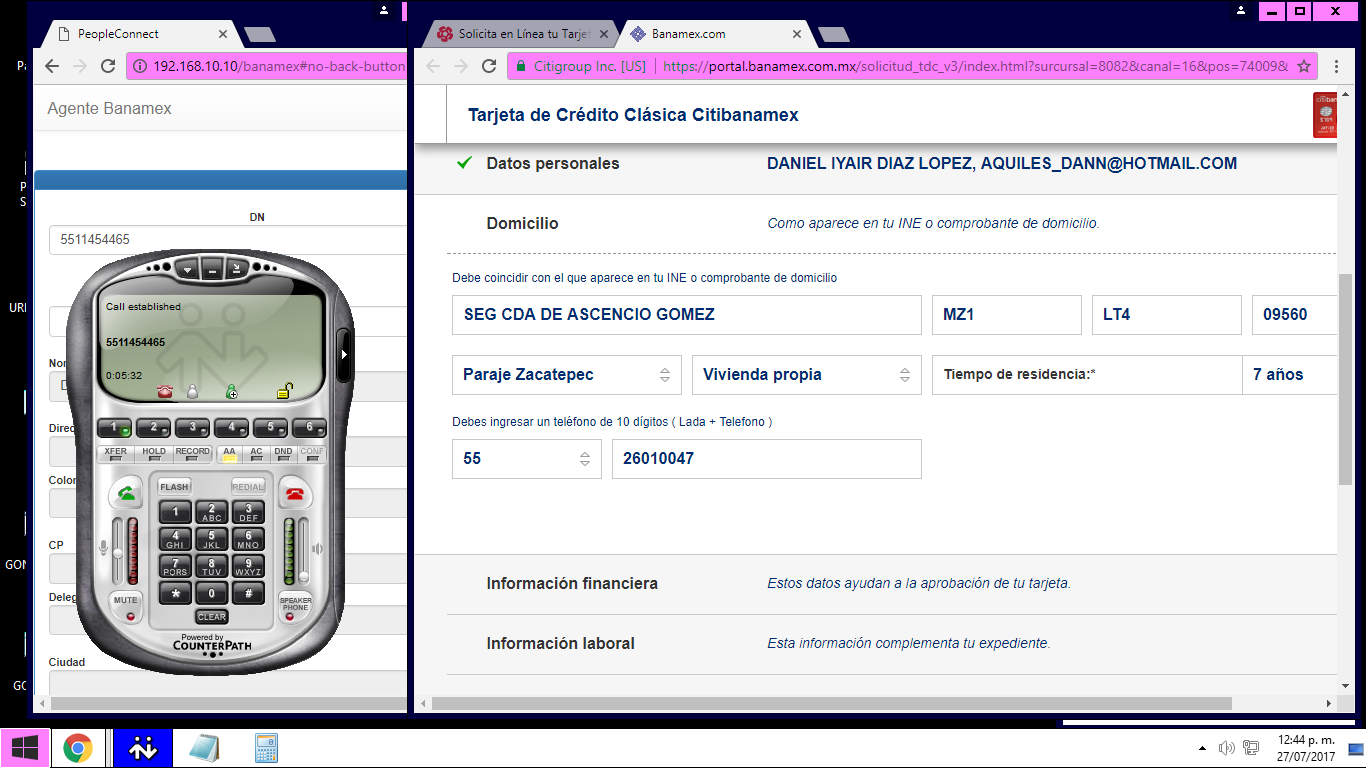 PeopleConnect
192.168.10.10/banamex#no-back-button
Agente Banamex
DN
5511454465
Call established
5511454465
0:05:32
1 2 3 4 5 6
XFER HOLD RECORD AA AC DND CONF
FLASH REDIAL
1 2 ABC 3 DEF
4 GHI 5 JKL 6 MNO
7 PQRS 8 TUV 9 WXYZ
* 0 #
MUTE CLEAR SPEAKER PHONE
Powered by
COUNTERPATH
CP
Ciudad
Solicita en Línea tu Tarjet
Banamex.com
Citigroup Inc. [US] https://portal.banamex.com.mx/solicitud_tdc_v3/index.html?sursursal=8082&canal=16&pos=74009&
Tarjeta de Crédito Clásica Citibanamex
Datos personales DANIEL IYAIR DIAZ LOPEZ, AQUILES_DANN@HOTMAIL.COM
Domicilio Como aparece en tu INE o comprobante de domicilio.
Debe coincidir con el que aparece en tu INE o comprobante de domicilio
SEG CDA DE ASCENCIO GOMEZ MZ1 LT4 09560
Paraje Zacatepec Vivienda propia Tiempo de residencia:* 7 años
Debes ingresar un teléfono de 10 dígitos ( Lada + Telefono )
55 26010047
Información financiera Estos datos ayudan a la aprobación de tu tarjeta.
Información laboral Esta información complementa tu expediente.
12:44 p. m.
27/07/2017